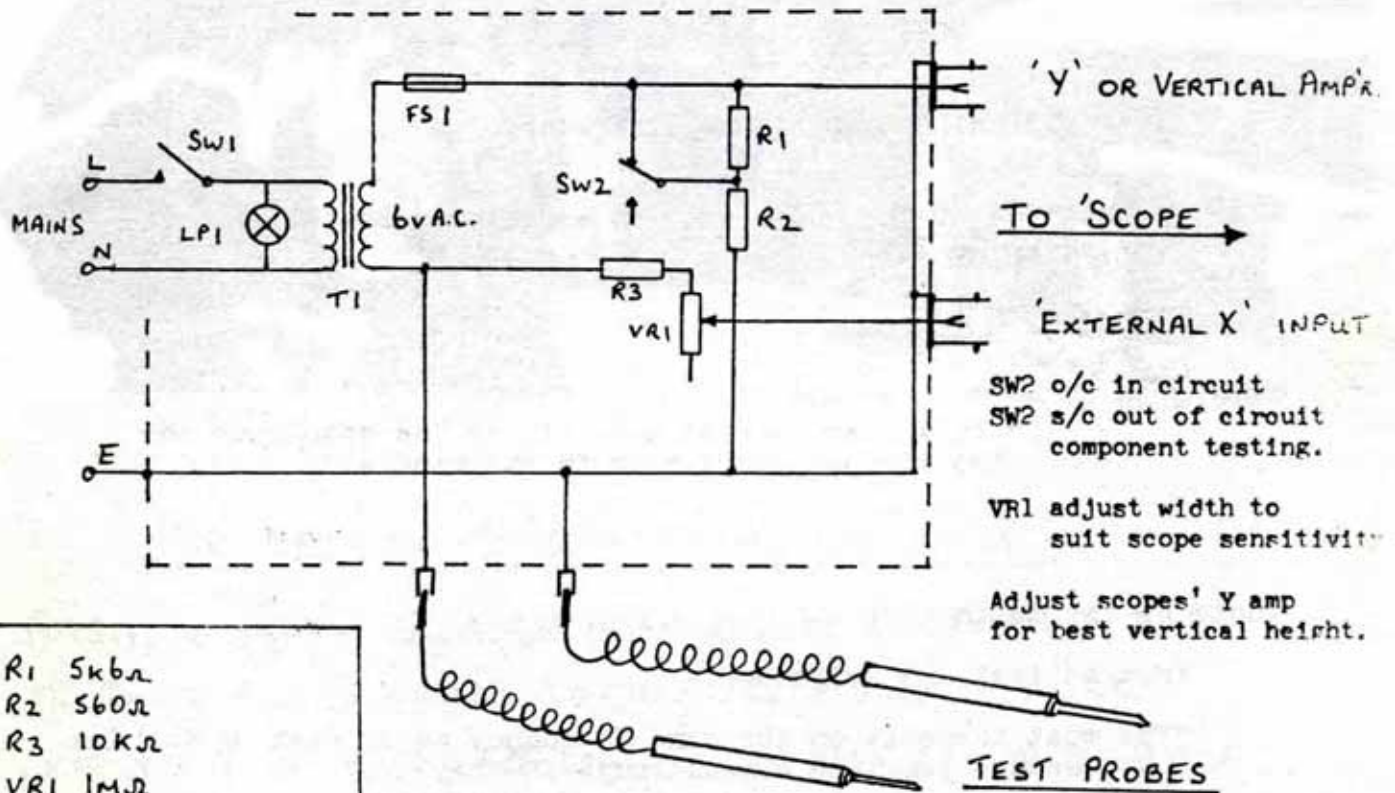 'Y' OR VERTICAL AMP'R.
FS1
R1
SW1
L
SW2
R2
MAINS
LP1
6V A.C.
TO 'SCOPE
N
T1
R3
VR1
'EXTERNAL X' INPUT
SW2 o/c in circuit
SW2 s/c out of circuit
component testing.
E
VR1 adjust width to
suit scope sensitivit
Adjust scopes' Y amp
for best vertical height.
R1 5K6Ω
R2 560Ω
R3 10KΩ
VR1 1MΩ
TEST PROBES